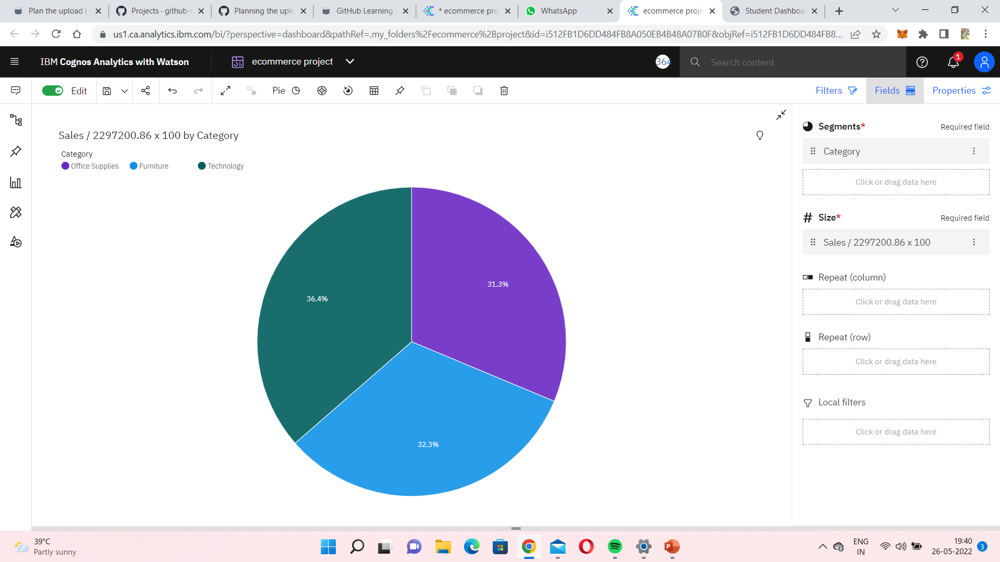 Plan the upload |
Projects · github-u
Planning the uplo
GitHub Learning L
* ecommerce proj
WhatsApp
ecommerce proje
Student Dashboar
us1.ca.analytics.ibm.com/bi/?perspective=dashboard&pathRef=.my_folders%2Fecommerce%2Bproject&id=i512FB1D6DD484FB8A050EB4B48A07B0F&objRef=i512FB1D6DD484FB8...
IBM Cognos Analytics with Watson
ecommerce project
364
Search content
1
Edit
Pie
Filters
Fields
Properties
Sales / 2297200.86 x 100 by Category
Category
Office Supplies
Furniture
Technology
31.3%
36.4%
32.3%
Segments*
Required field
Category
Click or drag data here
Size*
Required field
Sales / 2297200.86 x 100
Repeat (column)
Click or drag data here
Repeat (row)
Click or drag data here
Local filters
Click or drag data here
39°C
Partly sunny
ENG
IN
19:40
26-05-2022
3